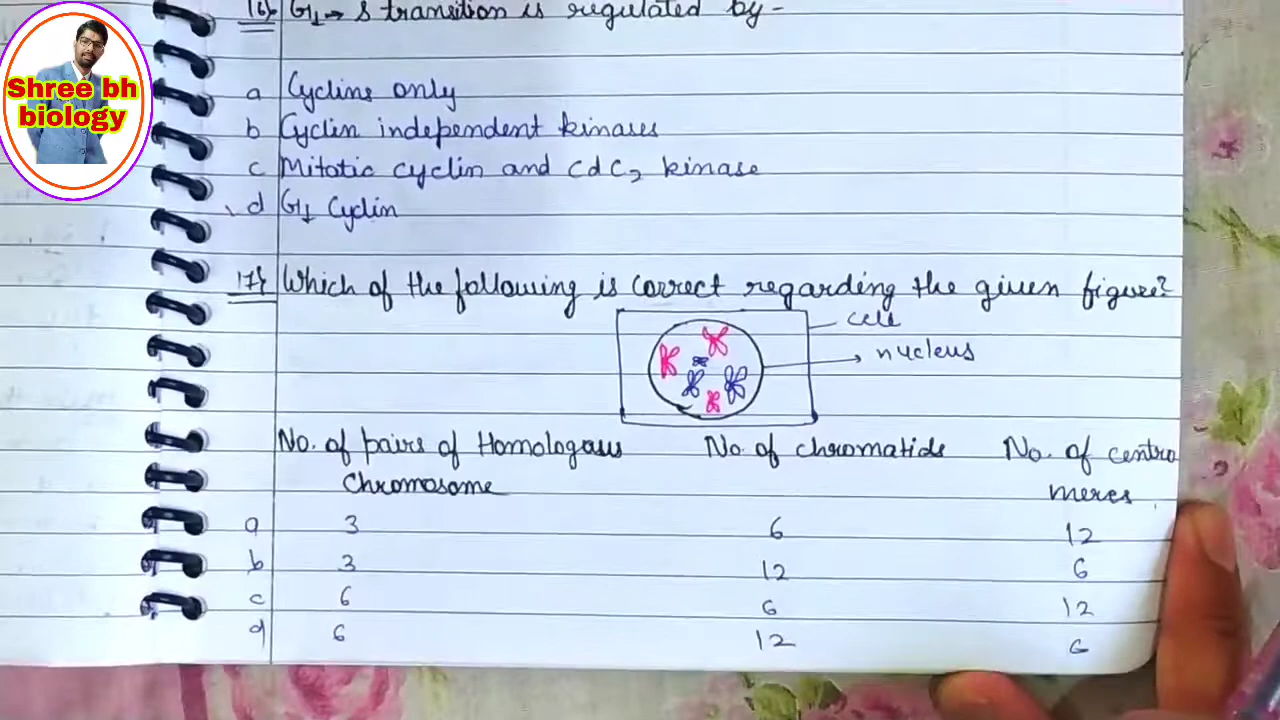 Shree bh
biology
16} G1→ S transition is regulated by-
a Cyclins only
b Cyclin independent kinases
c Mitotic cyclin and CdC2 kinase
d G1 Cyclin
17} Which of the following is correct regarding the given figure?
cell
nucleus
No. of pairs of Homologous No. of chromatids No. of centro
Chromosome meres
a 3 6 12
b 3 12 6
c 6 6 12
d 6 12 6